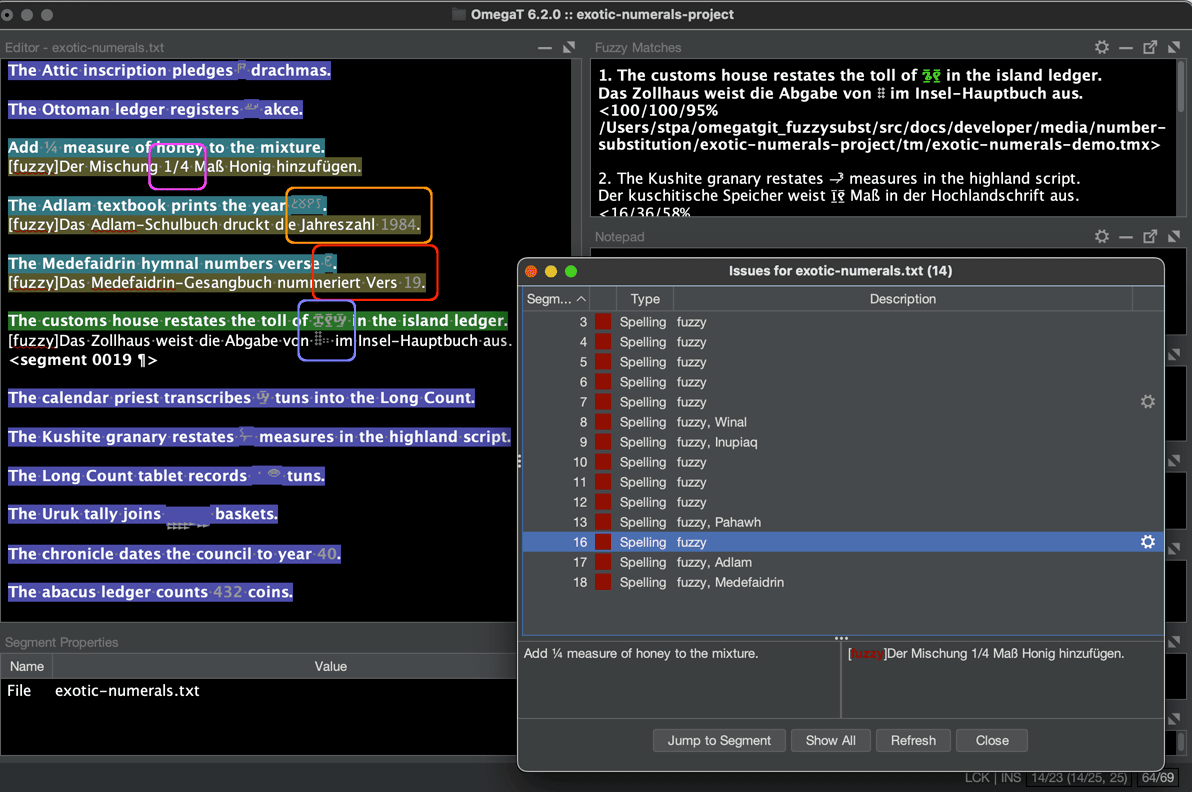 OmegaT 6.2.0 :: exotic-numerals-project
Editor - exotic-numerals.txt
The Attic inscription pledges drachmas.
The Ottoman ledger registers akce.
Add ¼ measure of honey to the mixture.
[fuzzy]Der Mischung 1/4 Maß Honig hinzufügen.
The Adlam textbook prints the year .
[fuzzy]Das Adlam-Schulbuch druckt die Jahreszahl 1984.
The Medefaidrin hymnal numbers verse .
[fuzzy]Das Medefaidrin-Gesangbuch nummeriert Vers 19.
The customs house restates the toll of in the island ledger.
[fuzzy]Das Zollhaus weist die Abgabe von im Insel-Hauptbuch aus.
<segment 0019 ¶>
The calendar priest transcribes tuns into the Long Count.
The Kushite granary restates measures in the highland script.
The Long Count tablet records tuns.
The Uruk tally joins baskets.
The chronicle dates the council to year 40.
The abacus ledger counts 432 coins.
Segment Properties
Name Value
File exotic-numerals.txt
Fuzzy Matches
1. The customs house restates the toll of in the island ledger.
Das Zollhaus weist die Abgabe von im Insel-Hauptbuch aus.
<100/100/95%
/Users/stpa/omegatgit_fuzzysubst/src/docs/developer/media/number-
substitution/exotic-numerals-project/tm/exotic-numerals-demo.tmx>
2. The Kushite granary restates measures in the highland script.
Der kuschitische Speicher weist Maß in der Hochlandschrift aus.
<16/36/58%
Notepad
Issues for exotic-numerals.txt (14)
Segm... Type Description
3 Spelling fuzzy
4 Spelling fuzzy
5 Spelling fuzzy
6 Spelling fuzzy
7 Spelling fuzzy
8 Spelling fuzzy, Winal
9 Spelling fuzzy, Inupiaq
10 Spelling fuzzy
11 Spelling fuzzy
12 Spelling fuzzy
13 Spelling fuzzy, Pahawh
16 Spelling fuzzy
17 Spelling fuzzy, Adlam
18 Spelling fuzzy, Medefaidrin
Add ¼ measure of honey to the mixture.
[fuzzy]Der Mischung 1/4 Maß Honig hinzufügen.
Jump to Segment
Show All
Refresh
Close
LCK | INS 14/23 (14/25, 25) 64/69